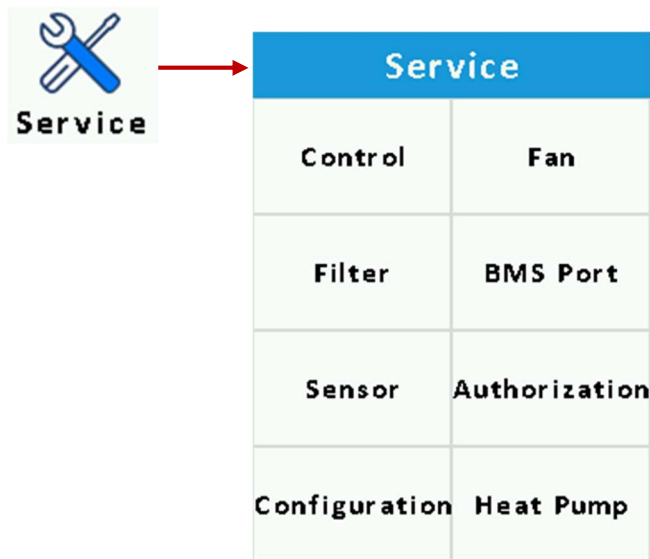 Service
Service
Control
Fan
Filter
BMS Port
Sensor
Authorization
Configuration
Heat Pump